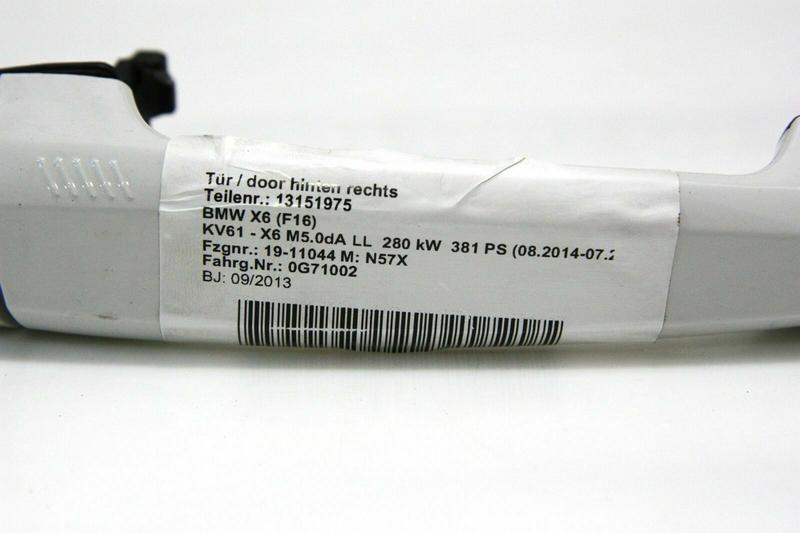 Tür / door hinten rechts
Teilenr.: 13151975
BMW X6 (F16)
KV61 - X6 M5.0dA LL 280 kW 381 PS (08.2014-07.2
Fzgnr.: 19-11044 M: N57X
Fahrg.Nr.: 0G71002
BJ: 09/2013